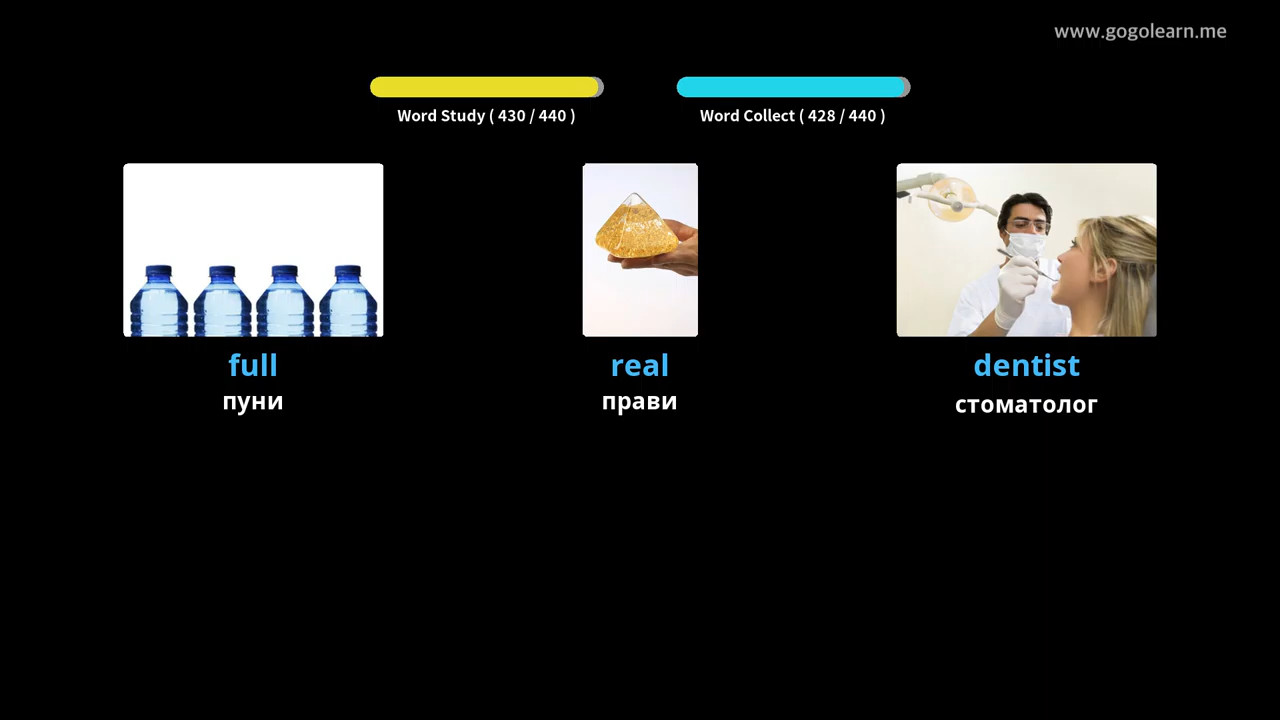 www.gogolearn.me
Word Study ( 430 / 440 )
Word Collect ( 428 / 440 )
full
пуни
real
прави
dentist
стоматолог